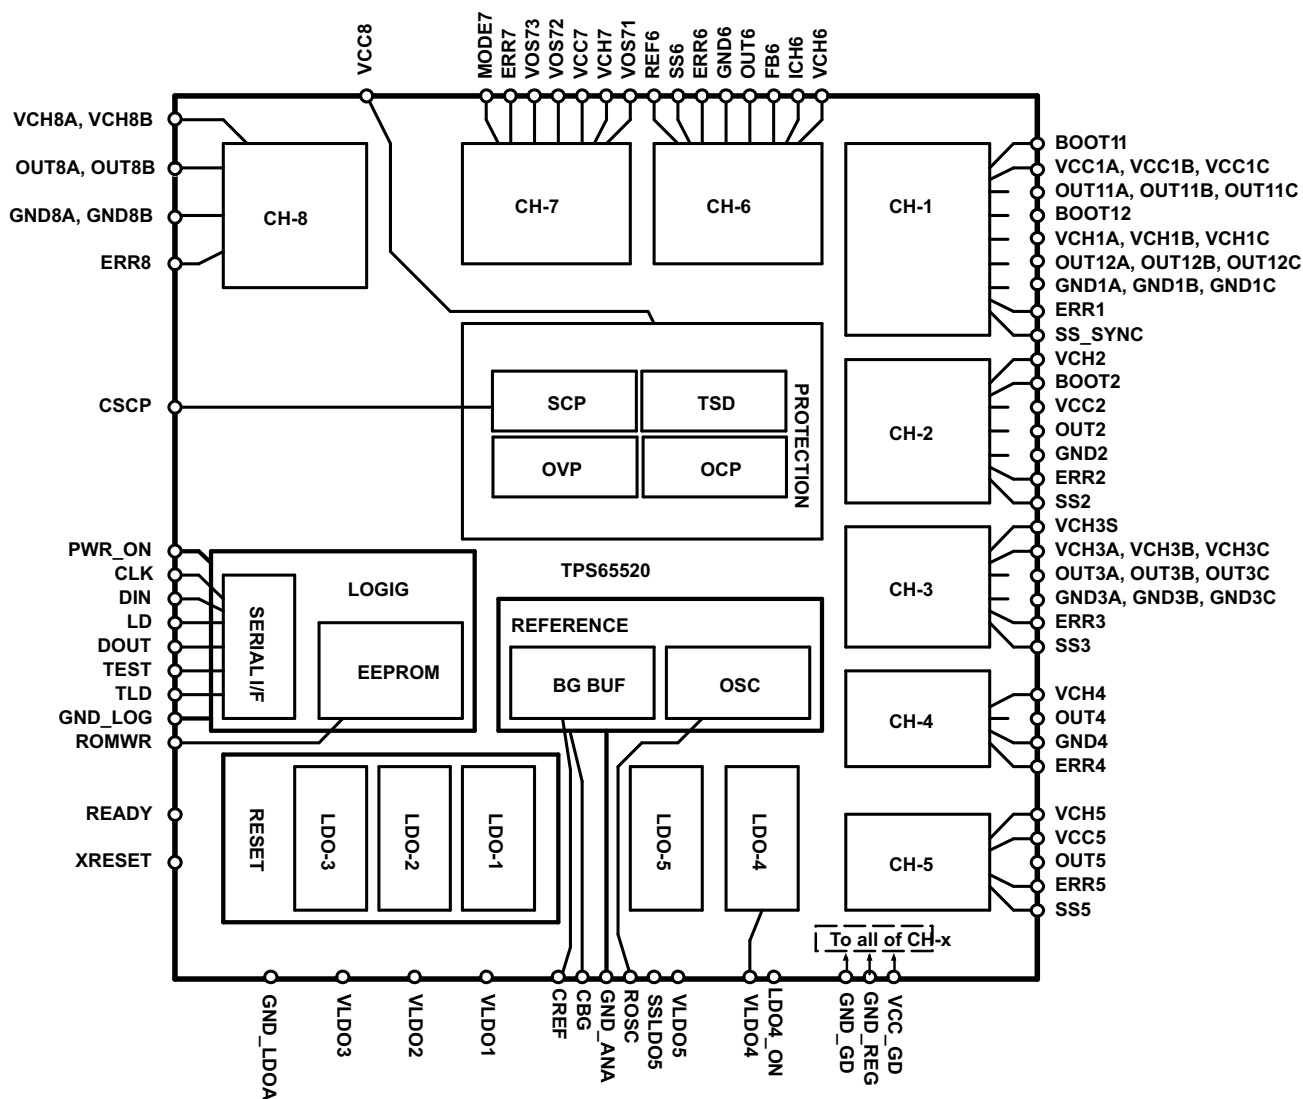 VCC8
MODE7
ERR7
VOS73
VOS72
VCC7
VCH7
VOS71
REF6
SS6
ERR6
GND6
OUT6
FB6
ICH6
VCH6
VCH8A, VCH8B
OUT8A, OUT8B
GND8A, GND8B
ERR8
CH-8
CH-7
CH-6
CH-1
BOOT11
VCC1A, VCC1B, VCC1C
OUT11A, OUT11B, OUT11C
BOOT12
VCH1A, VCH1B, VCH1C
OUT12A, OUT12B, OUT12C
GND1A, GND1B, GND1C
ERR1
SS_SYNC
CSCP
SCP
TSD
OVP
OCP
PROTECTION
CH-2
VCH2
BOOT2
VCC2
OUT2
GND2
ERR2
SS2
PWR_ON
CLK
DIN
LD
DOUT
TEST
TLD
GND_LOG
ROMWR
SERIAL I/F
LOGIG
EEPROM
TPS65520
REFERENCE
BG BUF
OSC
CH-3
VCH3S
VCH3A, VCH3B, VCH3C
OUT3A, OUT3B, OUT3C
GND3A, GND3B, GND3C
ERR3
SS3
CH-4
VCH4
OUT4
GND4
ERR4
READY
XRESET
RESET
LDO-3
LDO-2
LDO-1
LDO-5
LDO-4
CH-5
VCH5
VCC5
OUT5
ERR5
SS5
To all of CH-x
GND_LDOA
VLDO3
VLDO2
VLDO1
CREF
CBG
GND_ANA
ROSC
SSLDO5
VLDO5
VLDO4
LDO4_ON
GND_GD
GND_REG
VCC_GD